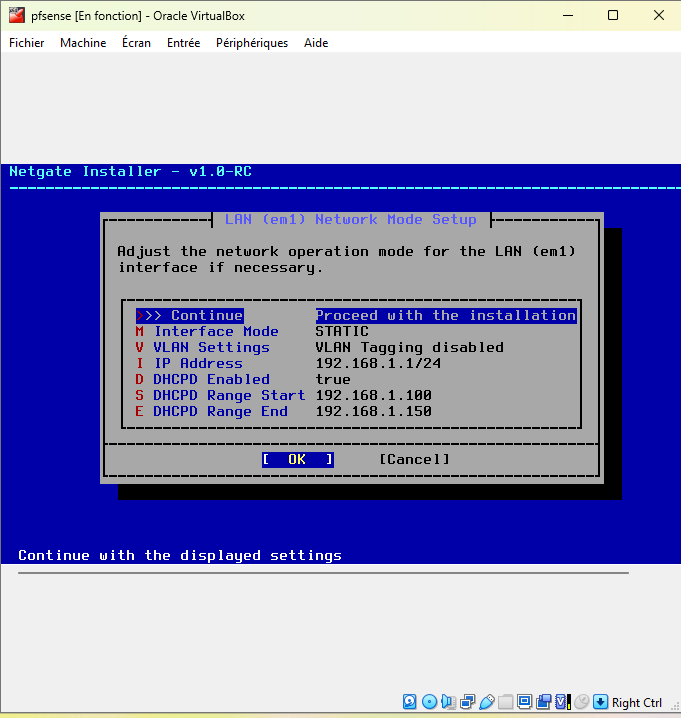 pfsense [En fonction] - Oracle VirtualBox
Fichier Machine Écran Entrée Périphériques Aide
Netgate Installer - v1.0-RC
LAN (em1) Network Mode Setup
Adjust the network operation mode for the LAN (em1)
interface if necessary.
>>> Continue Proceed with the installation
M Interface Mode STATIC
V VLAN Settings VLAN Tagging disabled
I IP Address 192.168.1.1/24
D DHCPD Enabled true
S DHCPD Range Start 192.168.1.100
E DHCPD Range End 192.168.1.150
[ OK ] [Cancel]
Continue with the displayed settings
Right Ctrl